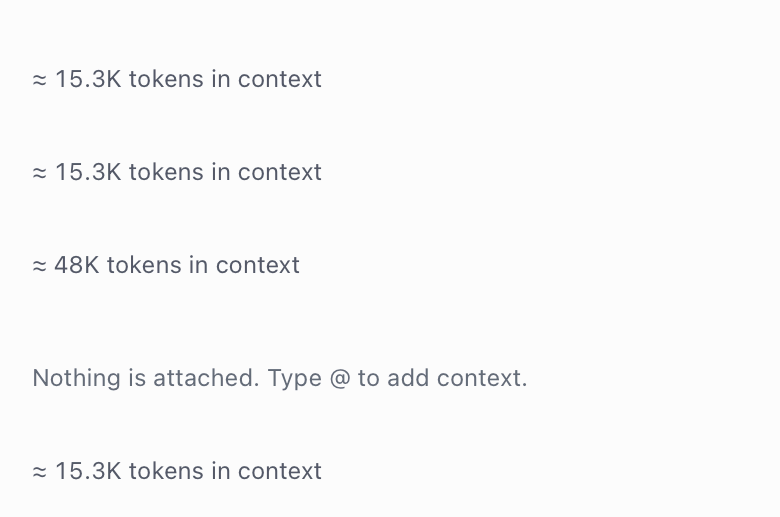 ≈ 15.3K tokens in context
≈ 15.3K tokens in context
≈ 48K tokens in context
Nothing is attached. Type @ to add context.
≈ 15.3K tokens in context